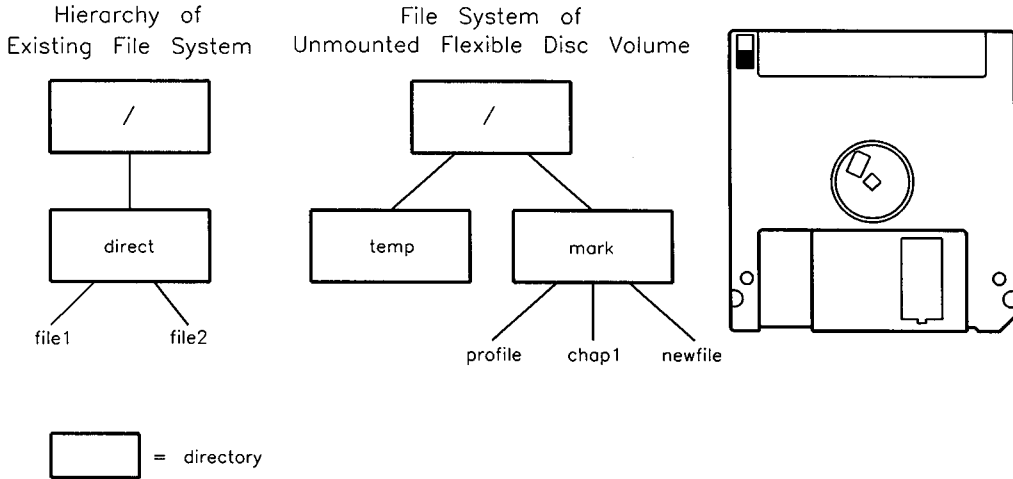 Hierarchy of
Existing File System
File System of
Unmounted Flexible Disc Volume
/
/
direct
temp
mark
file1
file2
profile
chap1
newfile
= directory